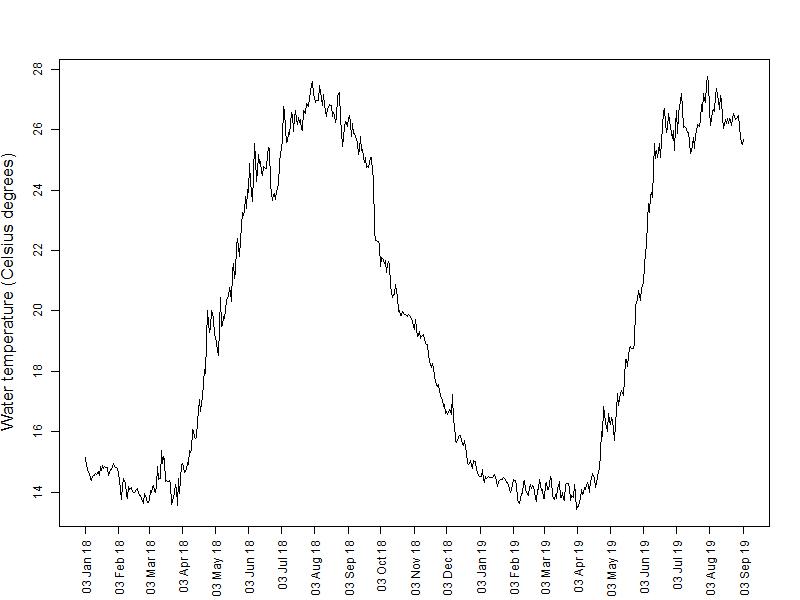 Water temperature (Celsius degrees)
28
26
24
22
20
18
16
14
03 Jan 18
03 Feb 18
03 Mar 18
03 Apr 18
03 May 18
03 Jun 18
03 Jul 18
03 Aug 18
03 Sep 18
03 Oct 18
03 Nov 18
03 Dec 18
03 Jan 19
03 Feb 19
03 Mar 19
03 Apr 19
03 May 19
03 Jun 19
03 Jul 19
03 Aug 19
03 Sep 19